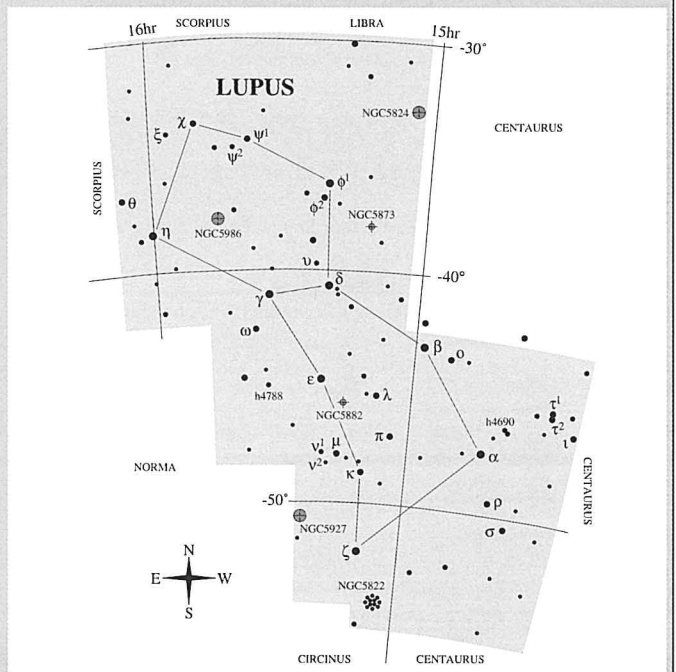 SCORPIUS LIBRA
16hr 15hr
-30°
LUPUS
NGC5824
CENTAURUS
χ
ψ¹
ξ
ψ²
SCORPIUS
φ¹
θ
φ²
NGC5873
η
NGC5986
υ
-40°
δ
γ
ω
β
ο
ε
h4788
NGC5882
λ
τ¹
h4690
τ²
ι
π
ν¹
μ
ν²
κ
α
NORMA
CENTAURUS
-50°
ρ
NGC5927
σ
ζ
N
E W
S
NGC5822
CIRCINUS CENTAURUS